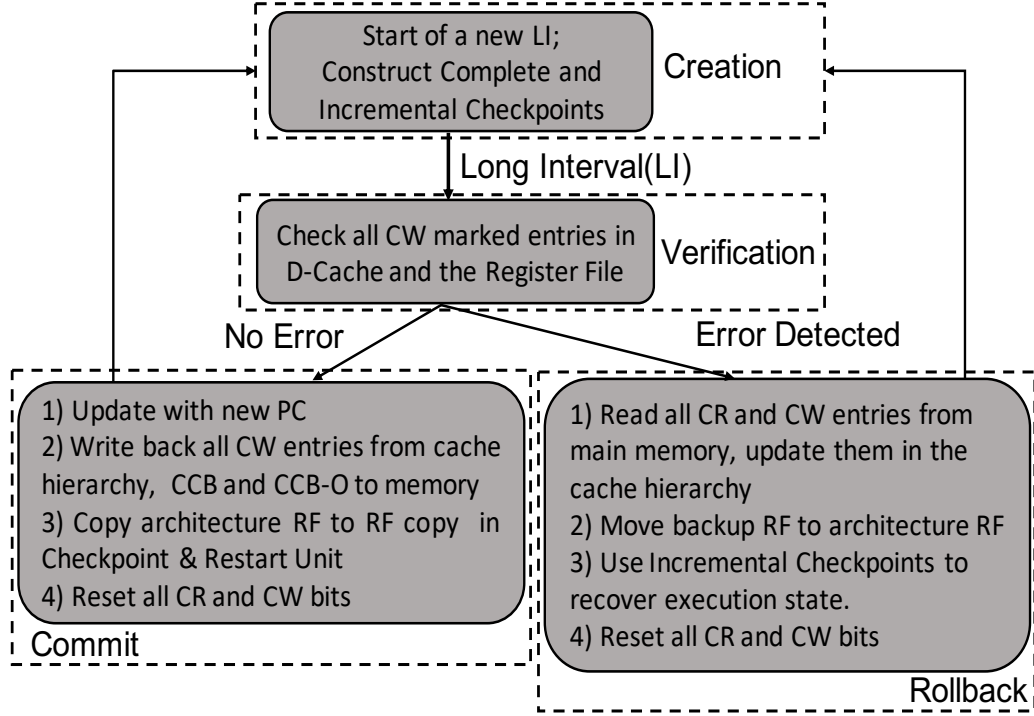 Start of a new LI;
Construct Complete and
Incremental Checkpoints
Creation
Long Interval(LI)
Check all CW marked entries in
D-Cache and the Register File
Verification
No Error
Error Detected
1) Update with new PC
2) Write back all CW entries from cache
hierarchy, CCB and CCB-O to memory
3) Copy architecture RF to RF copy in
Checkpoint & Restart Unit
4) Reset all CR and CW bits
Commit
1) Read all CR and CW entries from
main memory, update them in the
cache hierarchy
2) Move backup RF to architecture RF
3) Use Incremental Checkpoints to
recover execution state.
4) Reset all CR and CW bits
Rollback